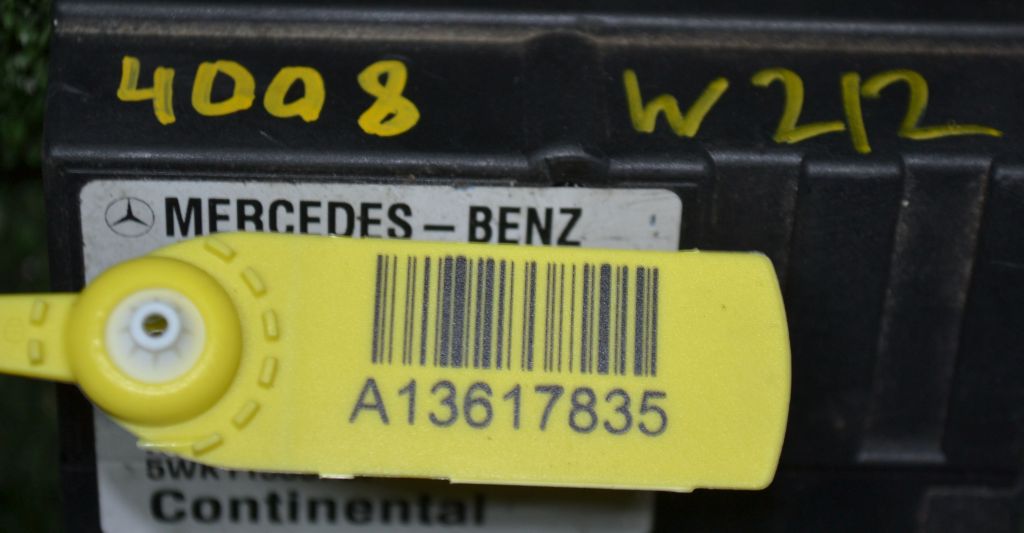 4008 W212
MERCEDES-BENZ
A13617835
Continental